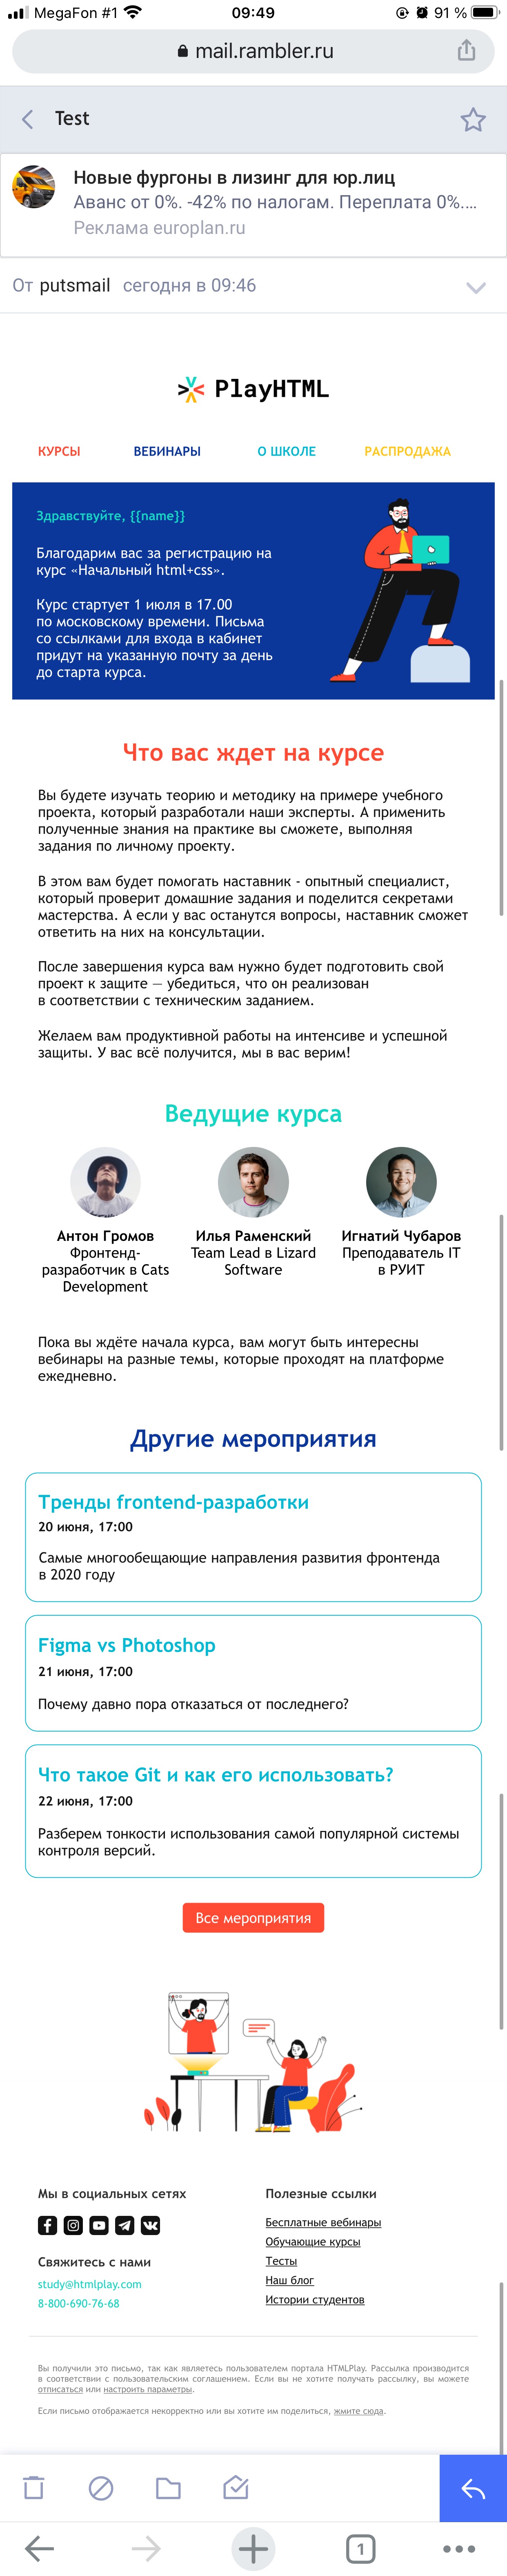 MegaFon #1
09:49
91 %
mail.rambler.ru
Test
Новые фургоны в лизинг для юр.лиц
Аванс от 0%. -42% по налогам. Переплата 0%....
Реклама europlan.ru
От putsmail сегодня в 09:46
PlayHTML
КУРСЫ ВЕБИНАРЫ О ШКОЛЕ РАСПРОДАЖА
Здравствуйте, {{name}}
Благодарим вас за регистрацию на
курс «Начальный html+css».
Курс стартует 1 июля в 17.00
по московскому времени. Письма
со ссылками для входа в кабинет
придут на указанную почту за день
до старта курса.
Что вас ждет на курсе
Вы будете изучать теорию и методику на примере учебного
проекта, который разработали наши эксперты. А применить
полученные знания на практике вы сможете, выполняя
задания по личному проекту.
В этом вам будет помогать наставник - опытный специалист,
который проверит домашние задания и поделится секретами
мастерства. А если у вас останутся вопросы, наставник сможет
ответить на них на консультации.
После завершения курса вам нужно будет подготовить свой
проект к защите — убедиться, что он реализован
в соответствии с техническим заданием.
Желаем вам продуктивной работы на интенсиве и успешной
защиты. У вас всё получится, мы в вас верим!
Ведущие курса
Антон Громов
Фронтенд-
разработчик в Cats
Development
Илья Раменский
Team Lead в Lizard
Software
Игнатий Чубаров
Преподаватель IT
в РУИТ
Пока вы ждёте начала курса, вам могут быть интересны
вебинары на разные темы, которые проходят на платформе
ежедневно.
Другие мероприятия
Тренды frontend-разработки
20 июня, 17:00
Самые многообещающие направления развития фронтенда
в 2020 году
Figma vs Photoshop
21 июня, 17:00
Почему давно пора отказаться от последнего?
Что такое Git и как его использовать?
22 июня, 17:00
Разберем тонкости использования самой популярной системы
контроля версий.
Все мероприятия
Мы в социальных сетях
Свяжитесь с нами
study@htmlplay.com
8-800-690-76-68
Полезные ссылки
Бесплатные вебинары
Обучающие курсы
Тесты
Наш блог
Истории студентов
Вы получили это письмо, так как являетесь пользователем портала HTMLPlay. Рассылка производится
в соответствии с пользовательским соглашением. Если вы не хотите получать рассылку, вы можете
отписаться или настроить параметры.
Если письмо отображается некорректно или вы хотите им поделиться, жмите сюда.
1